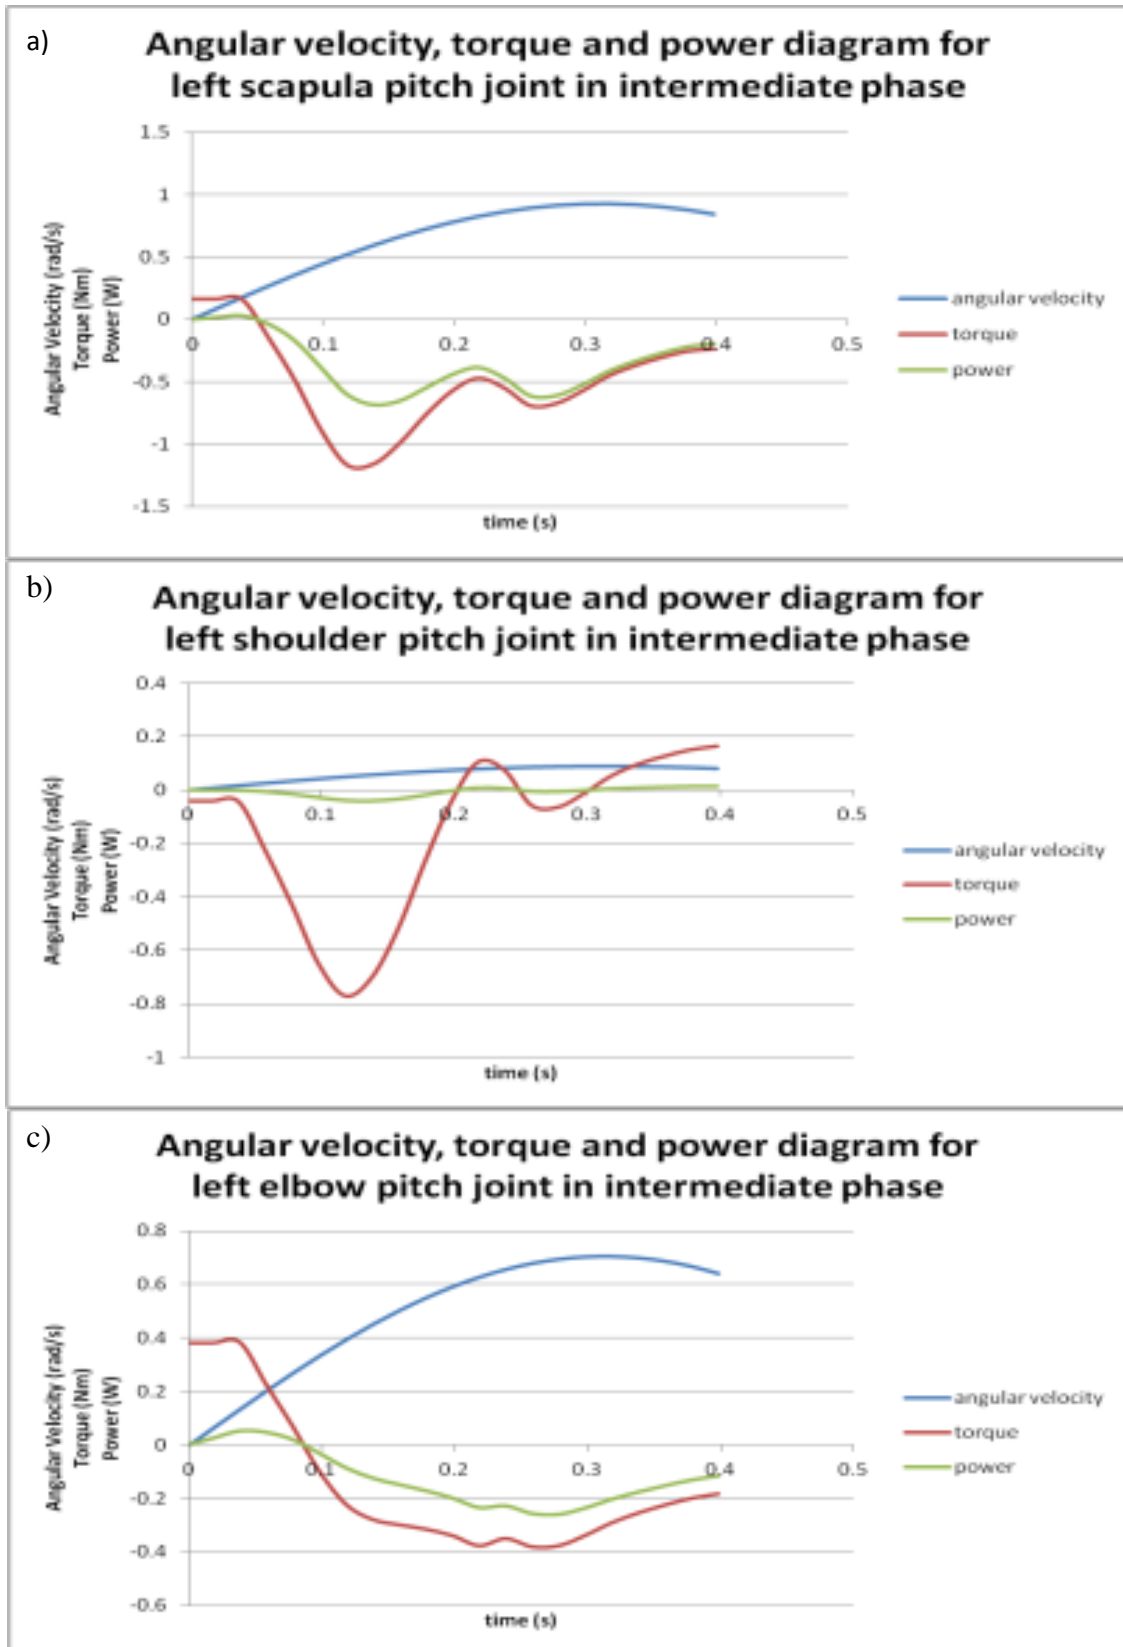 a)
Angular velocity, torque and power diagram for
left scapula pitch joint in intermediate phase
1.5
1
0.5
0
-0.5
-1
-1.5
0
0.1
0.2
0.3
0.4
0.5
Angular Velocity (rad/s)
Torque (Nm)
Power (W)
time (s)
angular velocity
torque
power
b)
Angular velocity, torque and power diagram for
left shoulder pitch joint in intermediate phase
0.4
0.2
0
-0.2
-0.4
-0.6
-0.8
-1
0
0.1
0.2
0.3
0.4
0.5
Angular Velocity (rad/s)
Torque (Nm)
Power (W)
time (s)
angular velocity
torque
power
c)
Angular velocity, torque and power diagram for
left elbow pitch joint in intermediate phase
0.8
0.6
0.4
0.2
0
-0.2
-0.4
-0.6
0
0.1
0.2
0.3
0.4
0.5
Angular Velocity (rad/s)
Torque (Nm)
Power (W)
time (s)
angular velocity
torque
power